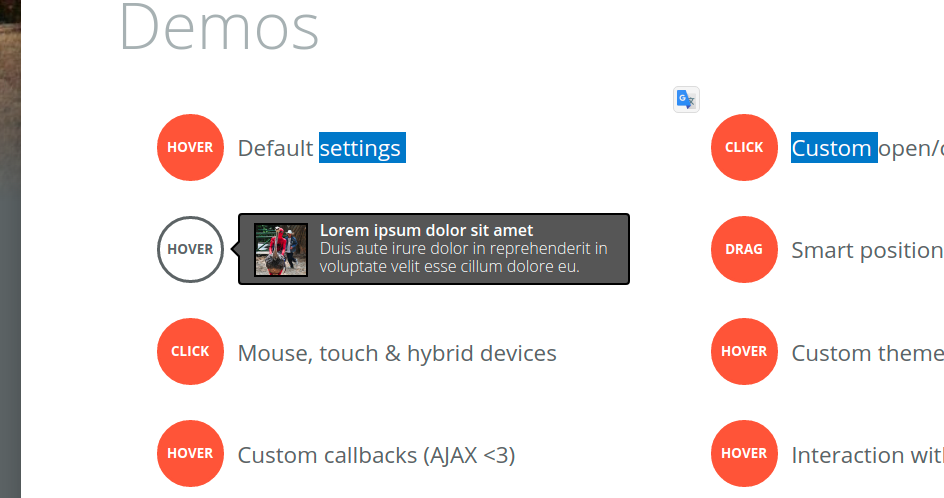 Demos
HOVER Default settings
CLICK Custom open/
HOVER
Lorem ipsum dolor sit amet
Duis aute irure dolor in reprehenderit in
voluptate velit esse cillum dolore eu.
DRAG Smart position
CLICK Mouse, touch & hybrid devices
HOVER Custom theme
HOVER Custom callbacks (AJAX <3)
HOVER Interaction wit